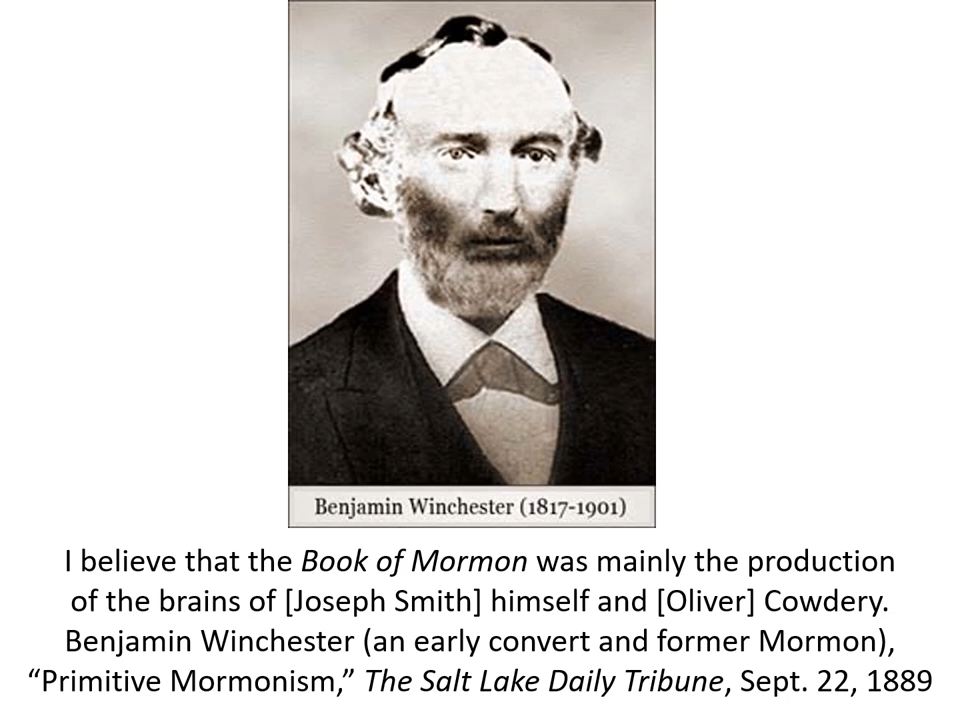 Benjamin Winchester (1817-1901)
I believe that the Book of Mormon was mainly the production
of the brains of [Joseph Smith] himself and [Oliver] Cowdery.
Benjamin Winchester (an early convert and former Mormon),
“Primitive Mormonism,” The Salt Lake Daily Tribune, Sept. 22, 1889